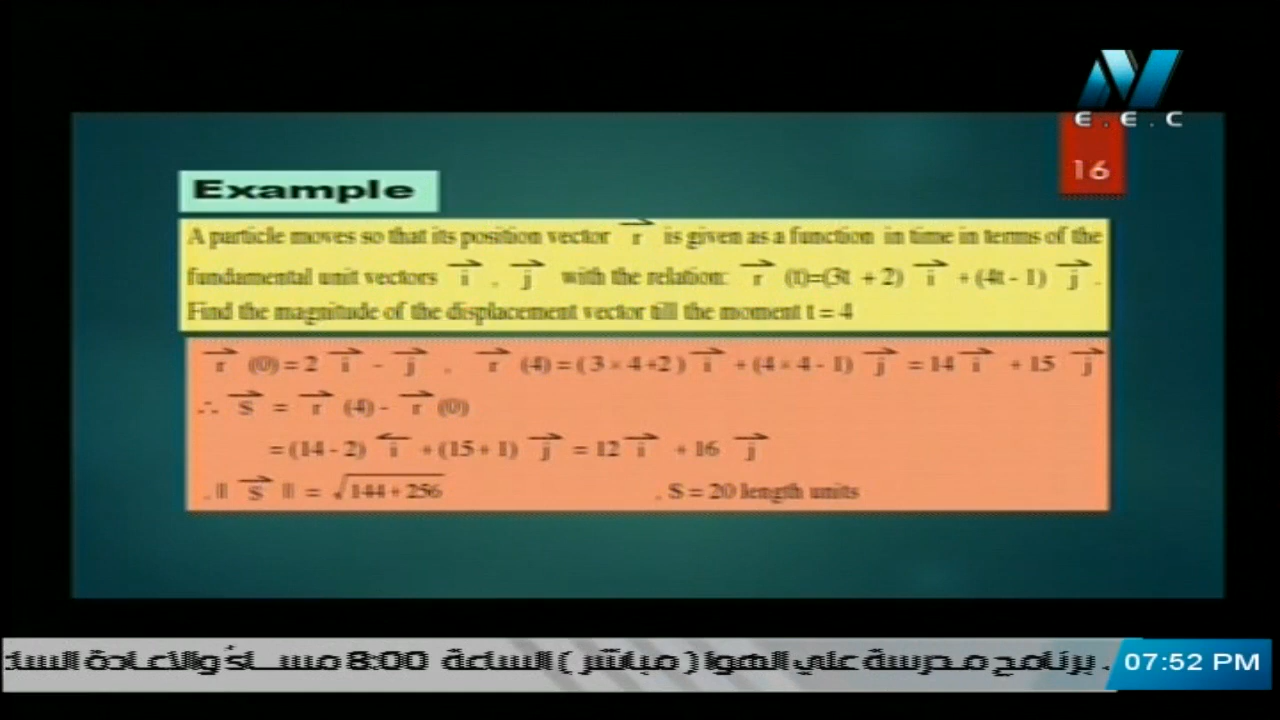 E.E.C
16
Example
A particle moves so that its position vector r⃗ is given as a function in time in terms of the
fundamental unit vectors i⃗ , j⃗ with the relation: r⃗ (t)=(3t + 2) i⃗ + (4t - 1) j⃗ .
Find the magnitude of the displacement vector till the moment t = 4
r⃗ (0) = 2 i⃗ - j⃗ , r⃗ (4) = ( 3 × 4 +2 ) i⃗ + (4 × 4 - 1) j⃗ = 14 i⃗ + 15 j⃗
∴ S⃗ = r⃗ (4) - r⃗ (0)
= (14 - 2) i⃖ + (15 + 1) j⃗ = 12 i⃗ + 16 j⃗
, || S⃗ || = √144 + 256 , S = 20 length units
برنامج مدرسة علي الهوا ( مباشر ) الساعة 8:00 مساءً والاعادة
07:52 PM